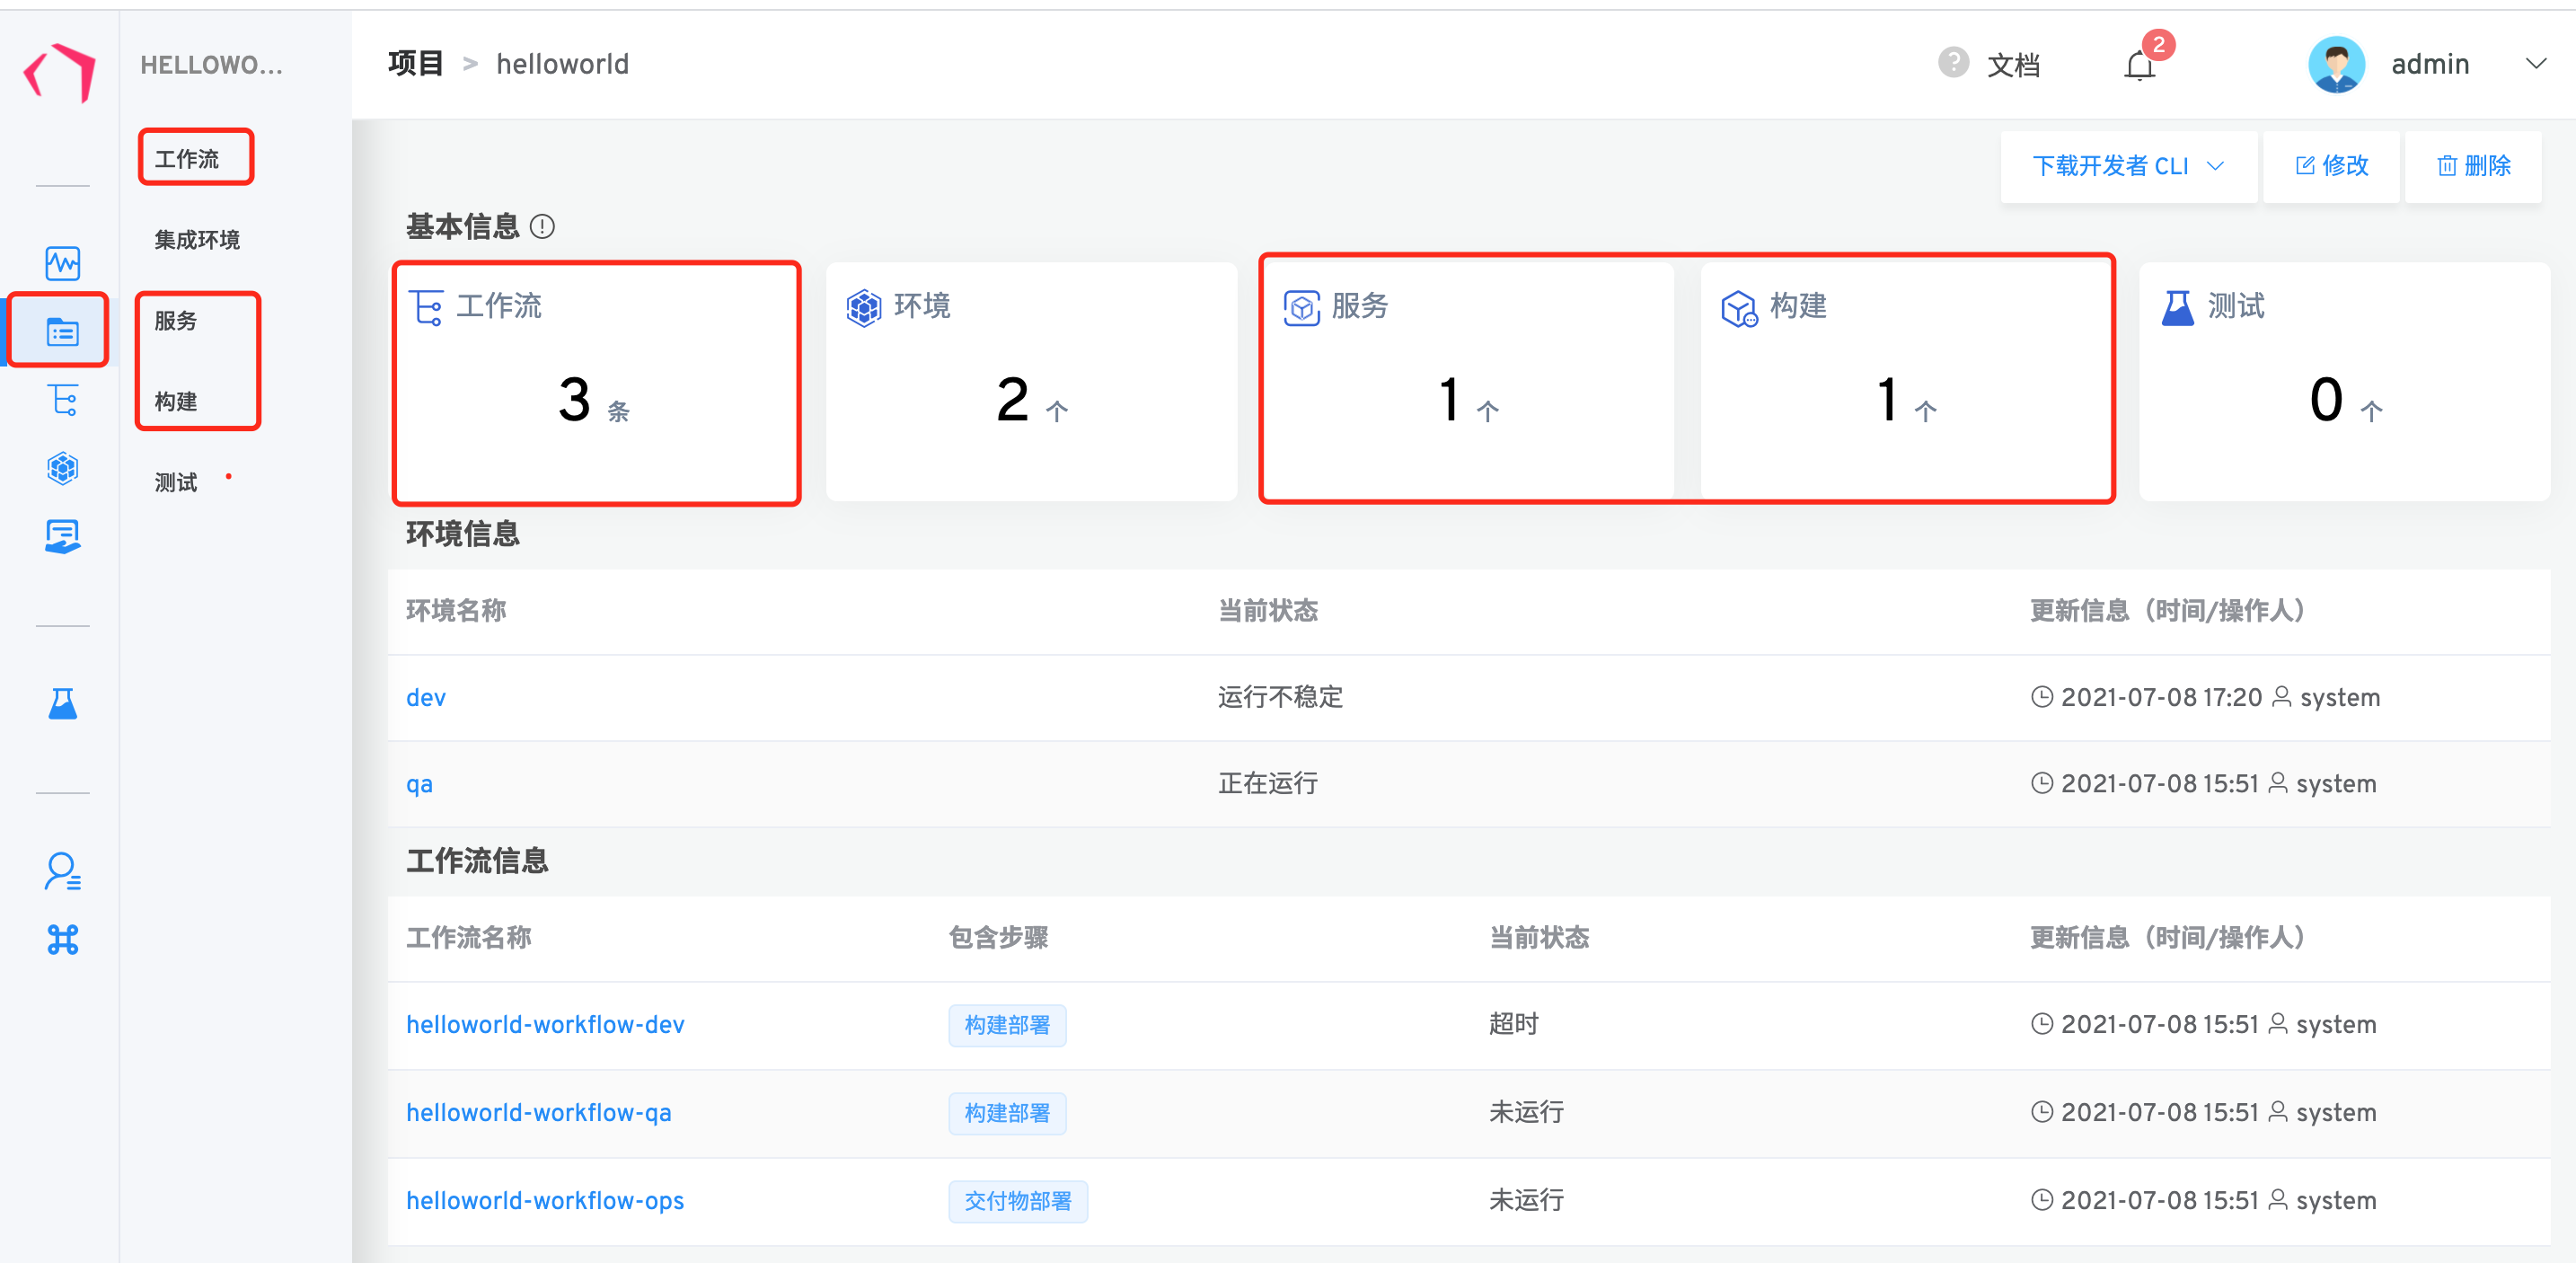 HELLOWO...
工作流
集成环境
服务
构建
测试
项目 > helloworld
? 文档
2
admin
下载开发者 CLI
修改
删除
基本信息
工作流
3 条
环境
2 个
服务
1 个
构建
1 个
测试
0 个
环境信息
环境名称 当前状态 更新信息（时间/操作人）
dev 运行不稳定 2021-07-08 17:20 system
qa 正在运行 2021-07-08 15:51 system
工作流信息
工作流名称 包含步骤 当前状态 更新信息（时间/操作人）
helloworld-workflow-dev 构建部署 超时 2021-07-08 15:51 system
helloworld-workflow-qa 构建部署 未运行 2021-07-08 15:51 system
helloworld-workflow-ops 交付物部署 未运行 2021-07-08 15:51 system